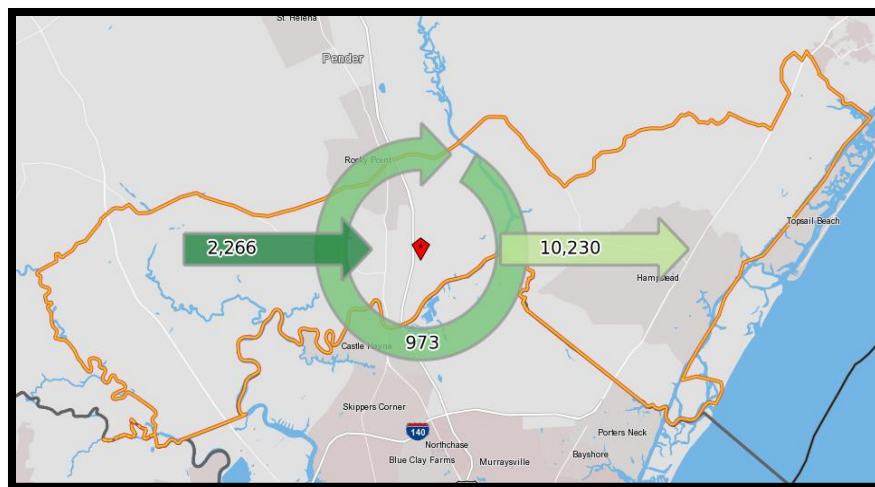 St. Helena
Pender
Rocky Point
Topsail Beach
2,266
10,230
Hampstead
973
Castle Hayne
Skippers Corner
140
Porters Neck
Northchase
Bayshore
Blue Clay Farms
Murraysville